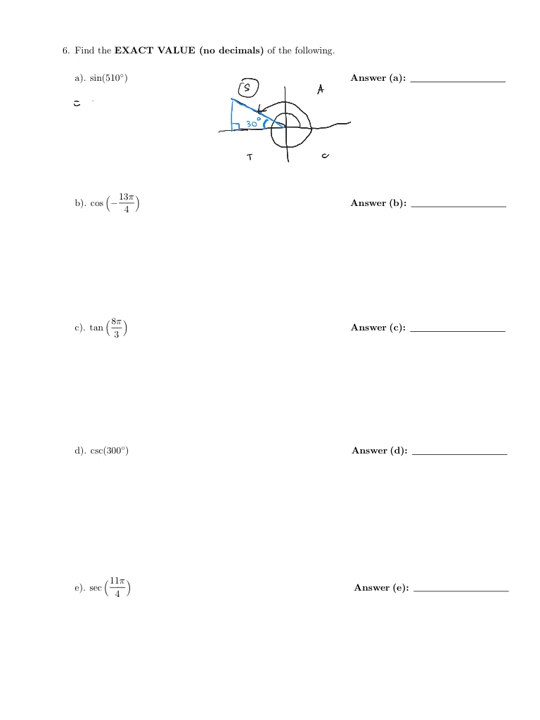 6. Find the EXACT VALUE (no decimals) of the following.
a). sin(510°)
Answer (a):
=
S
A
30°
T
C
b). cos(−13π/4)
Answer (b):
c). tan(8π/3)
Answer (c):
d). csc(300°)
Answer (d):
e). sec(11π/4)
Answer (e):